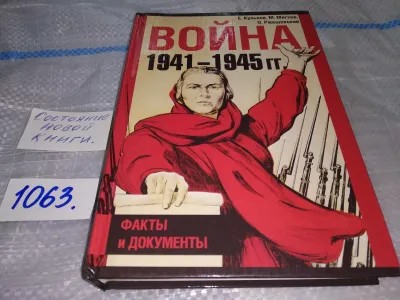 Е. Кульков, М. Мягков,
О. Ржешевский
ВОЙНА
1941–1945 гг.
ФАКТЫ
и ДОКУМЕНТЫ
Состояние
новой
книги.
1063.